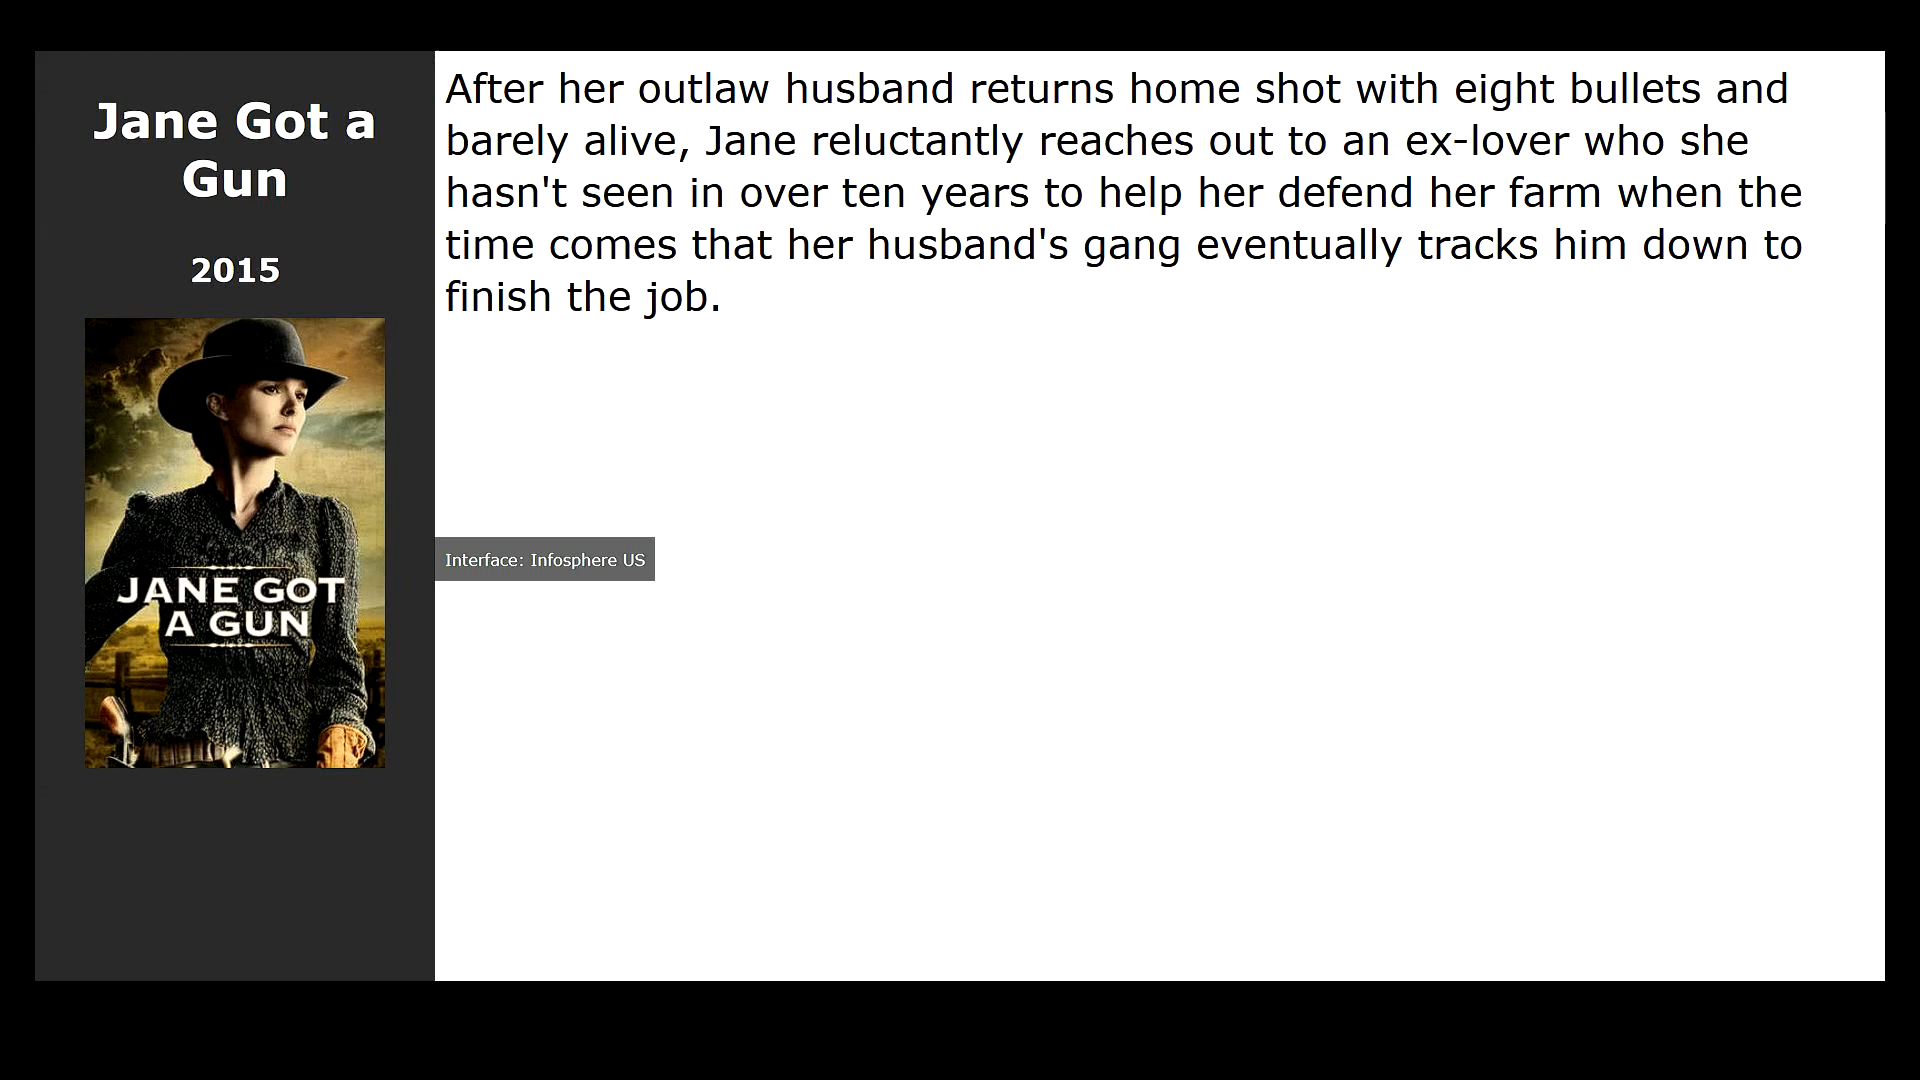 Jane Got a
Gun
2015
JANE GOT
A GUN
After her outlaw husband returns home shot with eight bullets and
barely alive, Jane reluctantly reaches out to an ex-lover who she
hasn't seen in over ten years to help her defend her farm when the
time comes that her husband's gang eventually tracks him down to
finish the job.
Interface: Infosphere US